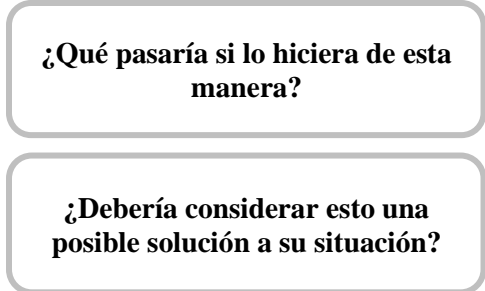 ¿Qué pasaría si lo hiciera de esta
manera?
¿Debería considerar esto una
posible solución a su situación?